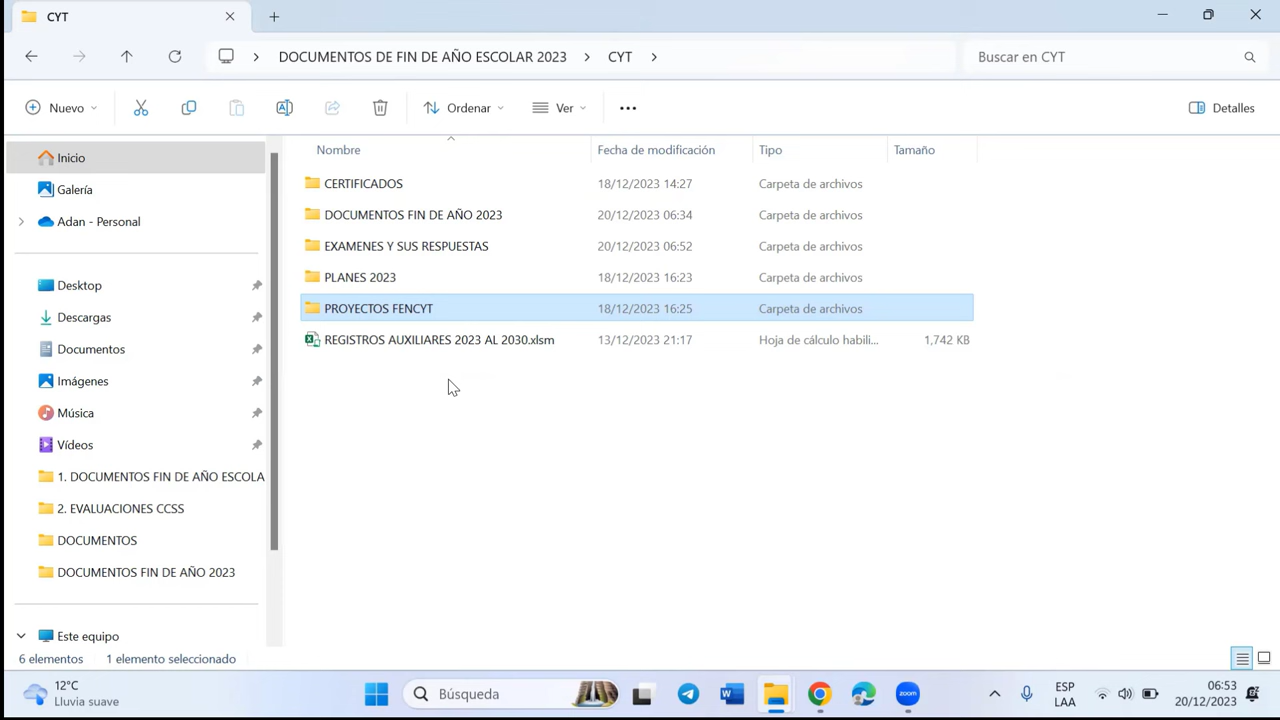 CYT
DOCUMENTOS DE FIN DE AÑO ESCOLAR 2023
CYT
Buscar en CYT
Nuevo
Ordenar
Ver
Detalles
Nombre
Fecha de modificación
Tipo
Tamaño
CERTIFICADOS
18/12/2023 14:27
Carpeta de archivos
DOCUMENTOS FIN DE AÑO 2023
20/12/2023 06:34
Carpeta de archivos
EXAMENES Y SUS RESPUESTAS
20/12/2023 06:52
Carpeta de archivos
PLANES 2023
18/12/2023 16:23
Carpeta de archivos
PROYECTOS FENCYT
18/12/2023 16:25
Carpeta de archivos
REGISTROS AUXILIARES 2023 AL 2030.xlsm
13/12/2023 21:17
Hoja de cálculo habili...
1,742 KB
Inicio
Galería
Adan - Personal
Desktop
Descargas
Documentos
Imágenes
Música
Vídeos
1. DOCUMENTOS FIN DE AÑO ESCOLA
2. EVALUACIONES CCSS
DOCUMENTOS
DOCUMENTOS FIN DE AÑO 2023
Este equipo
6 elementos
1 elemento seleccionado
12°C
Lluvia suave
Búsqueda
zoom
ESP
LAA
06:53
20/12/2023